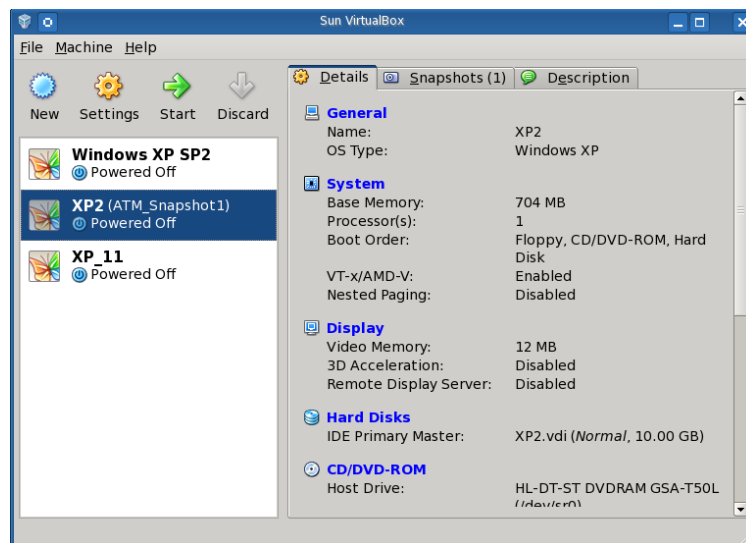 Sun VirtualBox
File Machine Help
New Settings Start Discard
Windows XP SP2
Powered Off
XP2 (ATM_Snapshot1)
Powered Off
XP_11
Powered Off
Details Snapshots (1) Description
General
Name: XP2
OS Type: Windows XP
System
Base Memory: 704 MB
Processor(s): 1
Boot Order: Floppy, CD/DVD-ROM, Hard
Disk
VT-x/AMD-V: Enabled
Nested Paging: Disabled
Display
Video Memory: 12 MB
3D Acceleration: Disabled
Remote Display Server: Disabled
Hard Disks
IDE Primary Master: XP2.vdi (Normal, 10.00 GB)
CD/DVD-ROM
Host Drive: HL-DT-ST DVDRAM GSA-T50L
(/dev/sr0)